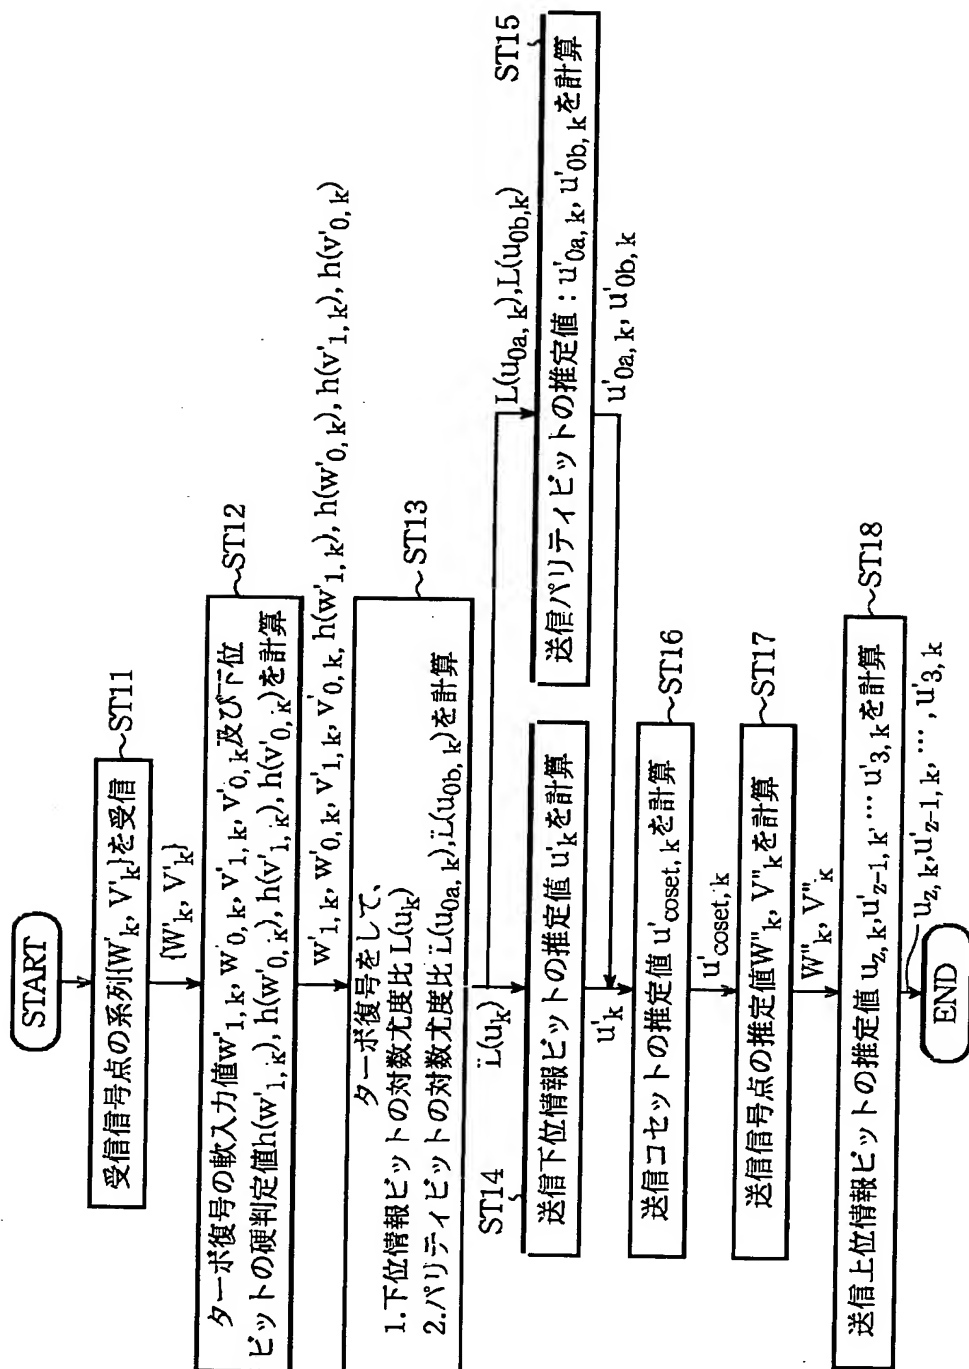 START
受信信号点の系列{W'k, V'k}を受信
ST11
{W'k, V'k}
ターボ復号の軟入力値w'1, k, w'0, k, v'1, k, v'0, k及び下位
ビットの硬判定値h(w'1, k), h(w'0, k), h(v'1, k), h(v'0, k)を計算
ST12
w'1, k, w'0, k, v'1, k, v'0, k, h(w'1, k), h(w'0, k), h(v'1, k), h(v'0, k)
ターボ復号をして、
1.下位情報ビットの対数尤度比 L(uk)
2.パリティビットの対数尤度比 L(u0a, k),L(u0b, k)を計算
ST13
L(uk)
L(u0a, k),L(u0b,k)
ST14
送信下位情報ビットの推定値 u'kを計算
ST15
送信パリティビットの推定値：u'0a, k, u'0b, kを計算
u'k
u'0a, k, u'0b, k
送信コセットの推定値 u'coset, kを計算
ST16
u'coset, k
送信信号点の推定値W''k, V''kを計算
ST17
W''k, V''k
送信上位情報ビットの推定値 uz, k,u'z-1, k, … u'3, kを計算
ST18
uz, k,u'z-1, k, … ,u'3, k
END